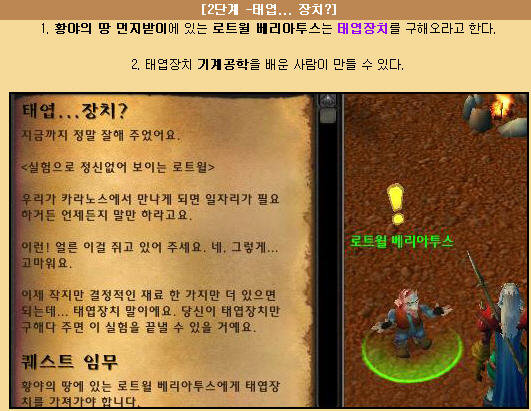 [2단계 -태엽... 장치?]
1. 황야의 땅 먼지받이에 있는 로트윌 베리아투스는 태엽장치를 구해오라고 한다.
2. 태엽장치 기계공학을 배운 사람이 만들 수 있다.
태엽...장치?
지금까지 정말 잘해 주었어요.
<실험으로 정신없어 보이는 로트윌>
우리가 카라노스에서 만나게 되면 일자리가 필요
하거든 언제든지 말만 하라고요.
이런! 얼른 이걸 쥐고 있어 주세요. 네, 그렇게...
고마워요.
이제 작지만 결정적인 재료 한 가지만 더 있으면
되는데... 태엽장치 말이에요. 당신이 태엽장치만
구해다 주면 이 실험을 끝낼 수 있을 거예요.
퀘스트 임무
황야의 땅에 있는 로트윌 베리아투스에게 태엽장
치를 가져가야 합니다.
로트윌 베리아투스